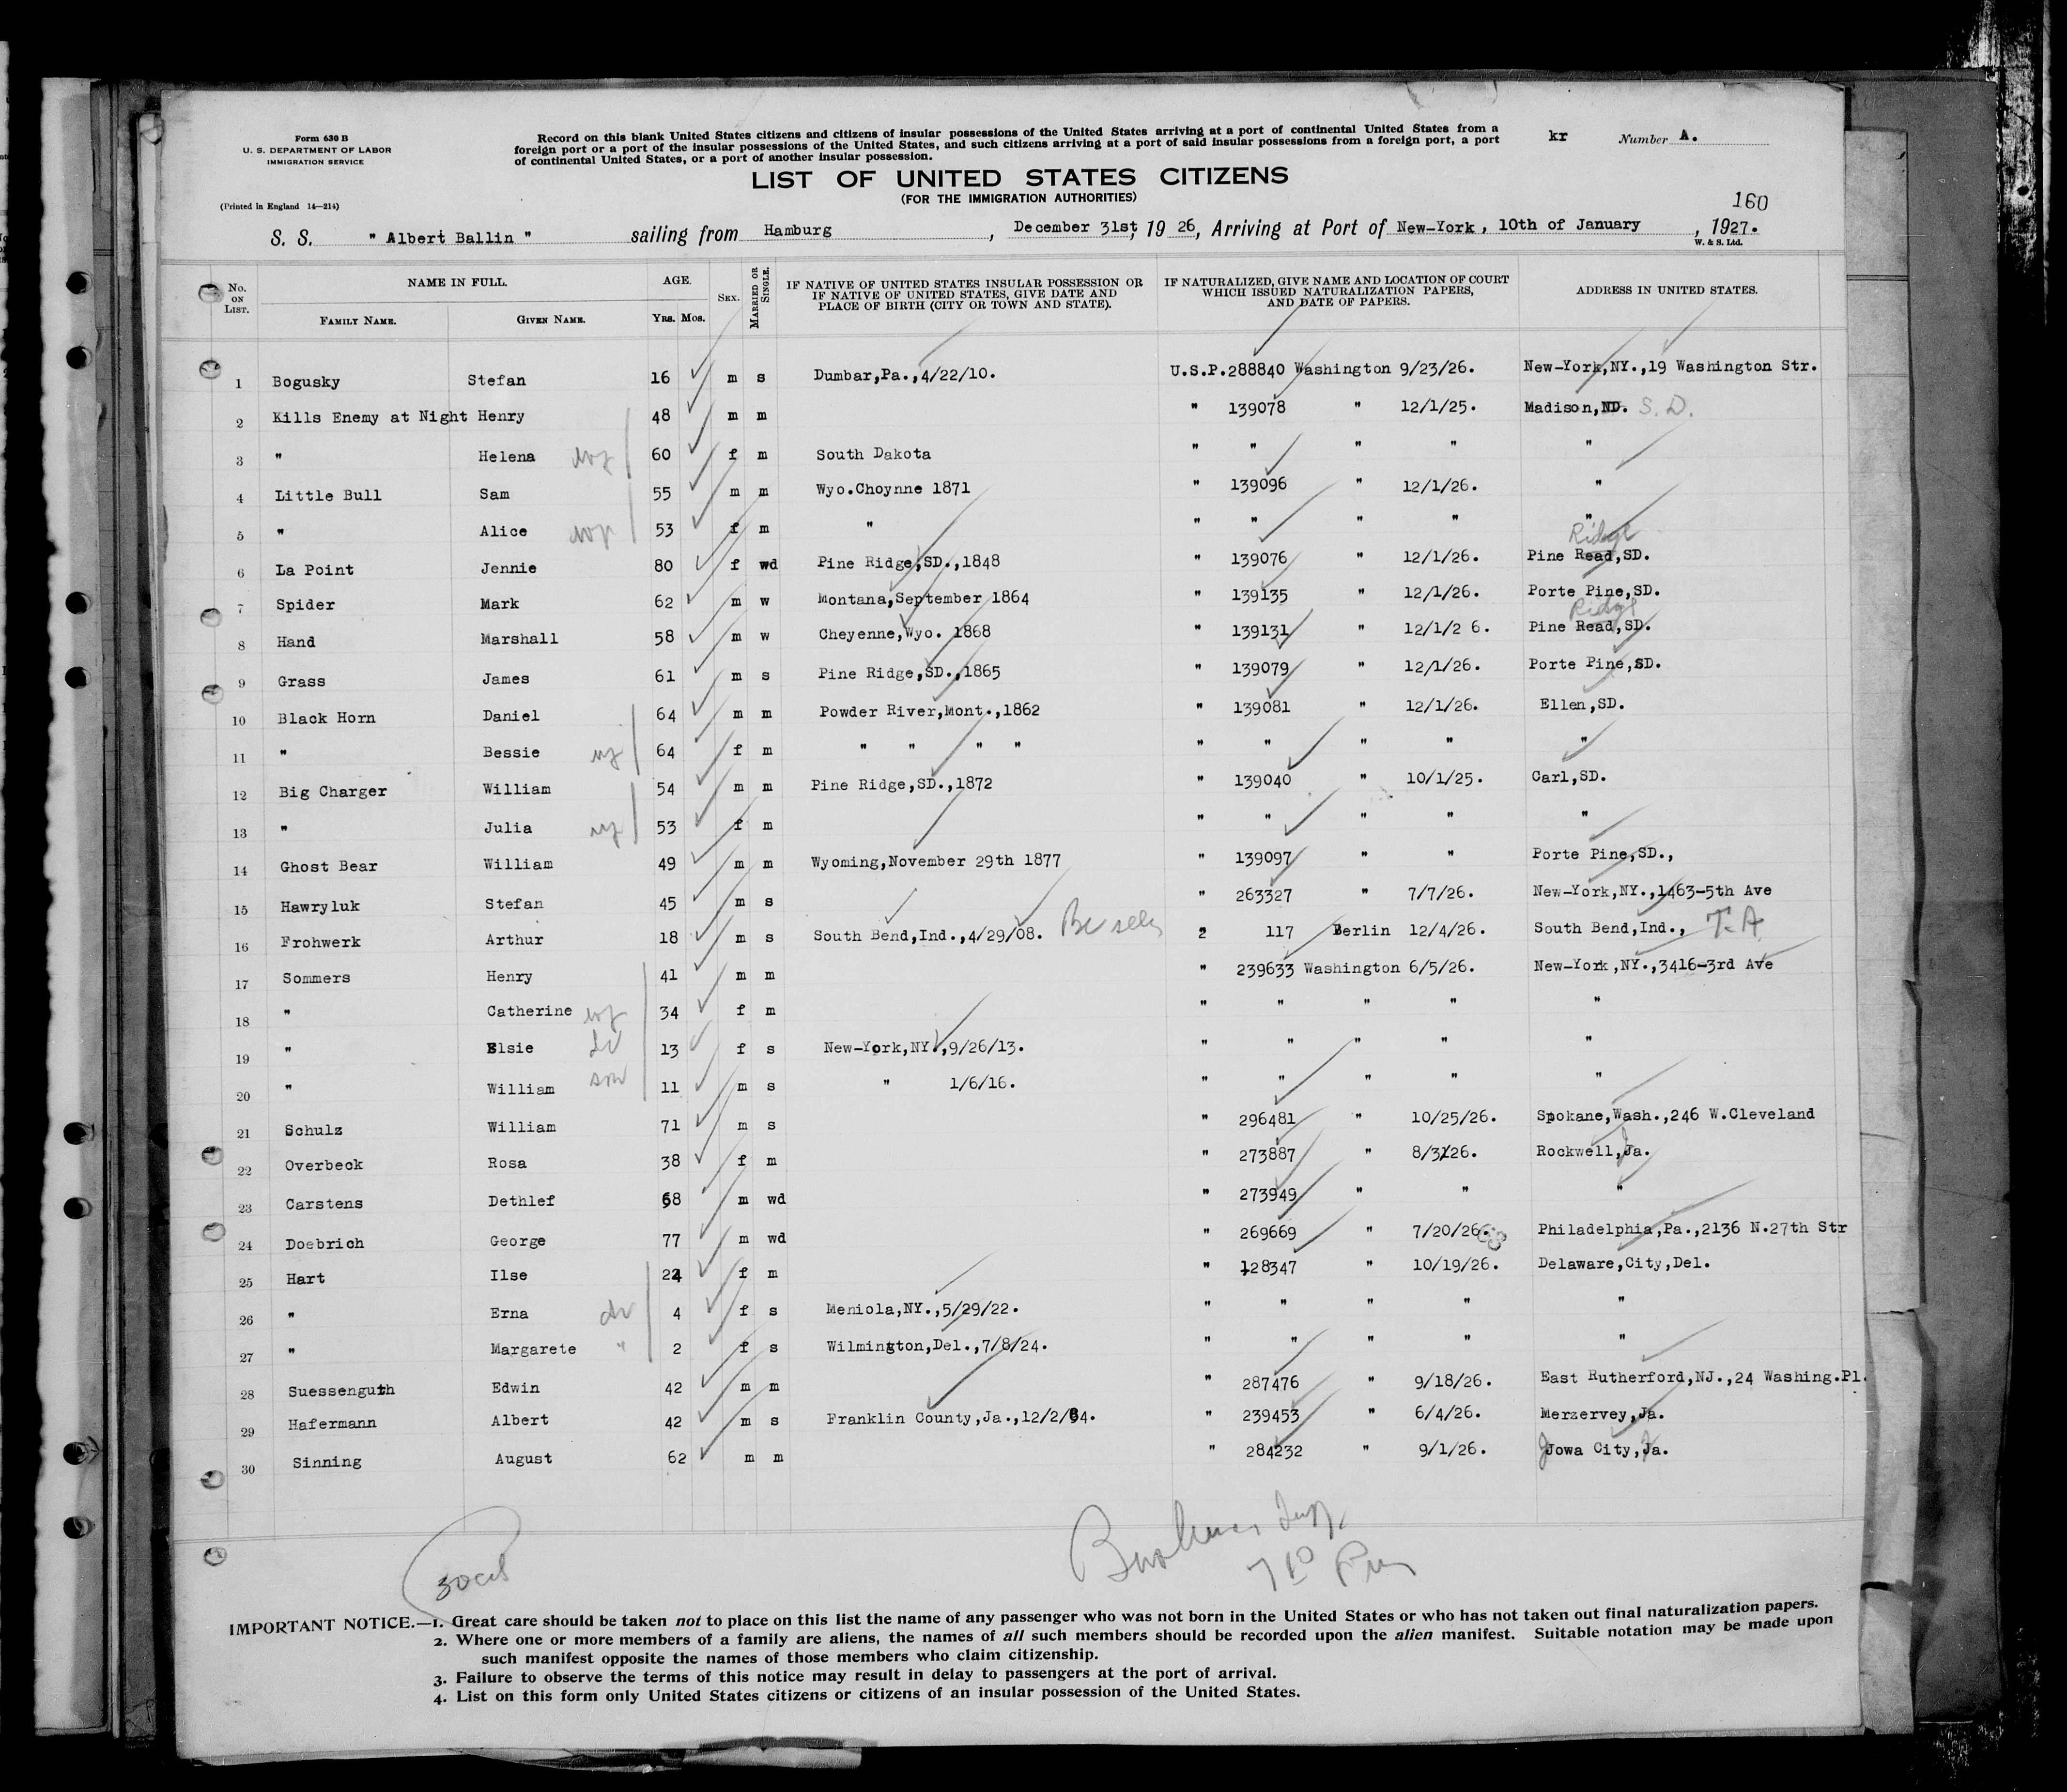 Form 630 B
U. S. DEPARTMENT OF LABOR
IMMIGRATION SERVICE
(Printed in England 14—214)
Record on this blank United States citizens and citizens of insular possessions of the United States arriving at a port of continental United States from a
foreign port or a port of the insular possessions of the United States, and such citizens arriving at a port of said insular possessions from a foreign port, a port
of continental United States, or a port of another insular possession.
kr Number A.
LIST OF UNITED STATES CITIZENS
(FOR THE IMMIGRATION AUTHORITIES)
160
S. S. " Albert Ballin " sailing from Hamburg, December 31st, 19 26, Arriving at Port of New-York, 10th of January, 1927.
W. & S. Ltd.
No. ON LIST. NAME IN FULL. FAMILY NAME. GIVEN NAME. AGE. YRS. MOS. SEX. MARRIED OR SINGLE. IF NATIVE OF UNITED STATES INSULAR POSSESSION OR IF NATIVE OF UNITED STATES, GIVE DATE AND PLACE OF BIRTH (CITY OR TOWN AND STATE). IF NATURALIZED, GIVE NAME AND LOCATION OF COURT WHICH ISSUED NATURALIZATION PAPERS, AND DATE OF PAPERS. ADDRESS IN UNITED STATES.
1 Bogusky Stefan 16 m s Dumbar,Pa.,4/22/10. U.S.P.288840 Washington 9/23/26. New-York,NY.,19 Washington Str.
2 Kills Enemy at Night Henry 48 m m " 139078 " 12/1/25. Madison,ND. S.D.
3 " Helena wf 60 f m South Dakota " " " " "
4 Little Bull Sam 55 m m Wyo.Choynne 1871 " 139096 " 12/1/26. "
5 " Alice wf 53 f m " " " " " "
6 La Point Jennie 80 f wd Pine Ridge,SD.,1848 " 139076 " 12/1/26. Pine Read,SD. Ridge
7 Spider Mark 62 m w Montana,September 1864 " 139135 " 12/1/26. Porte Pine,SD.
8 Hand Marshall 58 m w Cheyenne,Wyo. 1868 " 139131 " 12/1/2 6. Pine Read,SD. Ridge
9 Grass James 61 m s Pine Ridge,SD.,1865 " 139079 " 12/1/26. Porte Pine,SD.
10 Black Horn Daniel 64 m m Powder River,Mont.,1862 " 139081 " 12/1/26. Ellen,SD.
11 " Bessie wf 64 f m " " " " " " " " "
12 Big Charger William 54 m m Pine Ridge,SD.,1872 " 139040 " 10/1/25. Carl,SD.
13 " Julia wf 53 f m " " " " "
14 Ghost Bear William 49 m m Wyoming,November 29th 1877 " 139097 " " Porte Pine,SD.,
15 Hawryluk Stefan 45 m s " 263327 " 7/7/26. New-York,NY.,1463-5th Ave
16 Frohwerk Arthur 18 m s South Bend,Ind.,4/29/08. 2 117 Berlin 12/4/26. South Bend,Ind., T.A.
17 Sommers Henry 41 m m " 239633 Washington 6/5/26. New-York,NY.,3416-3rd Ave
18 " Catherine wf 34 f m " " " " "
19 " Elsie 13 f s New-York,NY.,9/26/13. " " " " "
20 " William son 11 m s " 1/6/16. " " " " "
21 Schulz William 71 m s " 296481 " 10/25/26. Spokane,Wash.,246 W.Cleveland
22 Overbeck Rosa 38 f m " 273887 " 8/3126. Rockwell,Ja.
23 Carstens Dethlef 68 m wd " 273949 " " "
24 Doebrich George 77 m wd " 269669 " 7/20/26. Philadelphia,Pa.,2136 N.27th Str
25 Hart Ilse 24 f m " 128347 " 10/19/26. Delaware,City,Del.
26 " Erna 4 f s Meniola,NY.,5/29/22. " " " " "
27 " Margarete " 2 f s Wilmington,Del.,7/8/24. " " " " "
28 Suessenguth Edwin 42 m m " 287476 " 9/18/26. East Rutherford,NJ.,24 Washing.Pl.
29 Hafermann Albert 42 m s Franklin County,Ja.,12/2/84. " 239453 " 6/4/26. Merzervey,Ja.
30 Sinning August 62 m m " 284232 " 9/1/26. Jowa City,Ja.
IMPORTANT NOTICE.—1. Great care should be taken not to place on this list the name of any passenger who was not born in the United States or who has not taken out final naturalization papers.
2. Where one or more members of a family are aliens, the names of all such members should be recorded upon the alien manifest. Suitable notation may be made upon
such manifest opposite the names of those members who claim citizenship.
3. Failure to observe the terms of this notice may result in delay to passengers at the port of arrival.
4. List on this form only United States citizens or citizens of an insular possession of the United States.